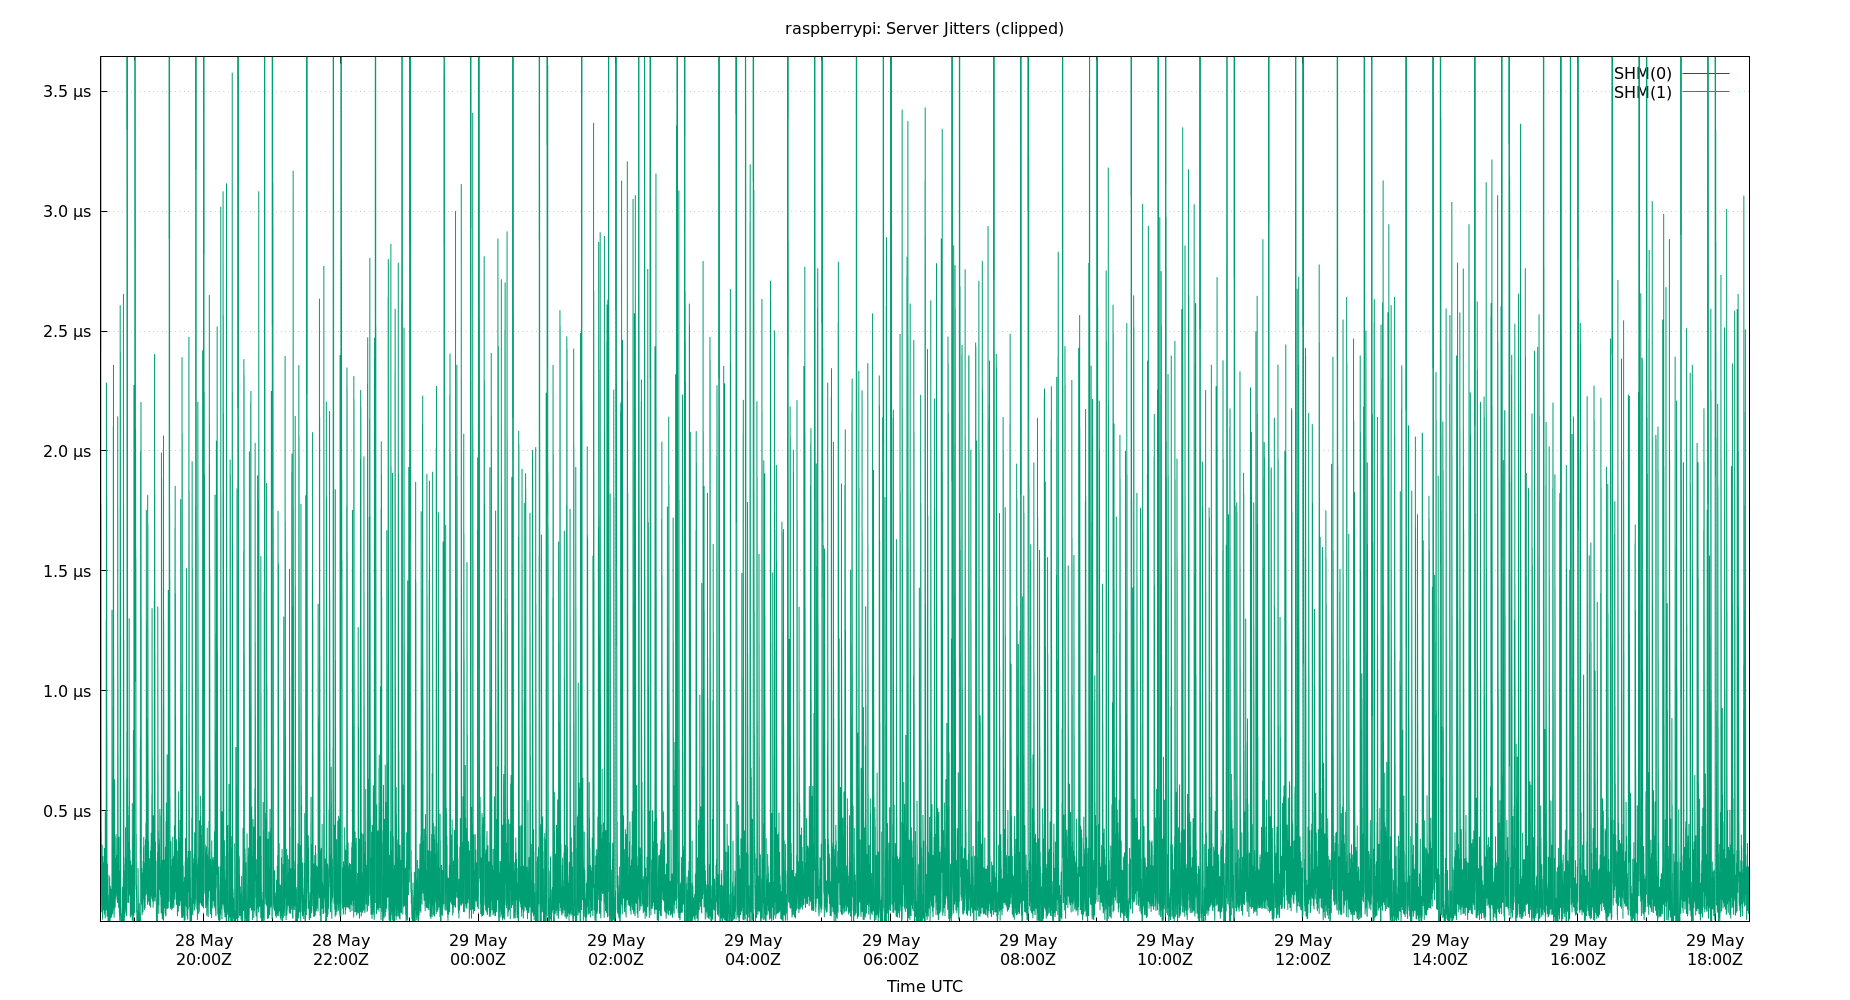 raspberrypi: Server Jitters (clipped)
SHM(0)
SHM(1)
3.5 µs
3.0 µs
2.5 µs
2.0 µs
1.5 µs
1.0 µs
0.5 µs
28 May 28 May 29 May 29 May 29 May 29 May 29 May 29 May 29 May 29 May 29 May 29 May
20:00Z 22:00Z 00:00Z 02:00Z 04:00Z 06:00Z 08:00Z 10:00Z 12:00Z 14:00Z 16:00Z 18:00Z
Time UTC